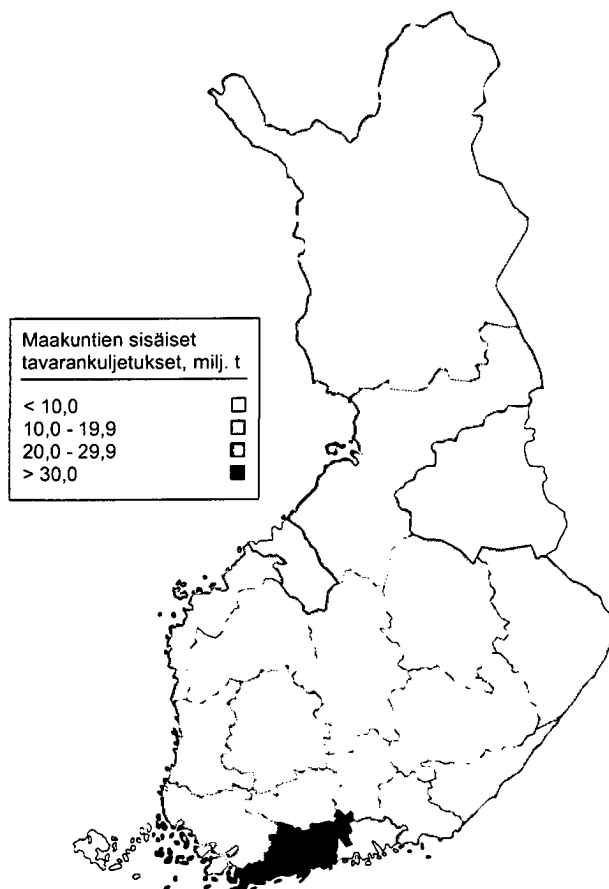 Maakuntien sisäiset
tavarankuljetukset, milj. t
< 10,0
10,0 - 19,9
20,0 - 29,9
> 30,0